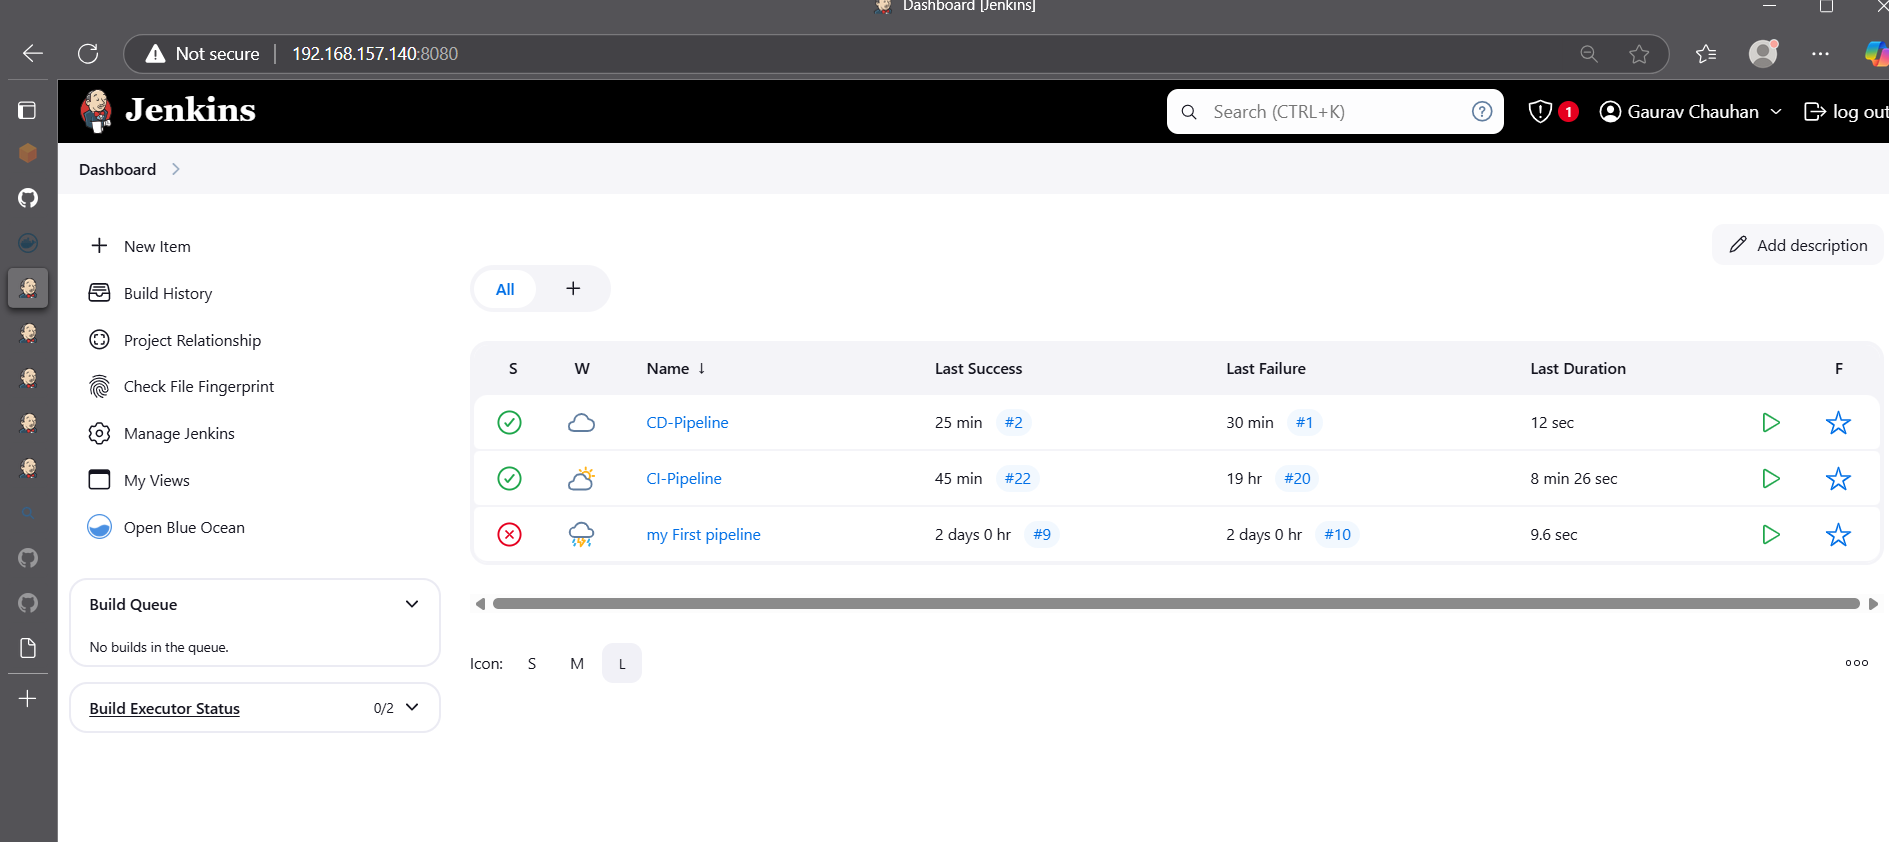 Dashboard [Jenkins]
Not secure | 192.168.157.140:8080
Jenkins
Search (CTRL+K)
1
Gaurav Chauhan
log out
Dashboard
New Item
Build History
Project Relationship
Check File Fingerprint
Manage Jenkins
My Views
Open Blue Ocean
Build Queue
No builds in the queue.
Build Executor Status 0/2
Add description
All +
S W Name ↓ Last Success Last Failure Last Duration F
CD-Pipeline 25 min #2 30 min #1 12 sec
CI-Pipeline 45 min #22 19 hr #20 8 min 26 sec
my First pipeline 2 days 0 hr #9 2 days 0 hr #10 9.6 sec
Icon: S M L